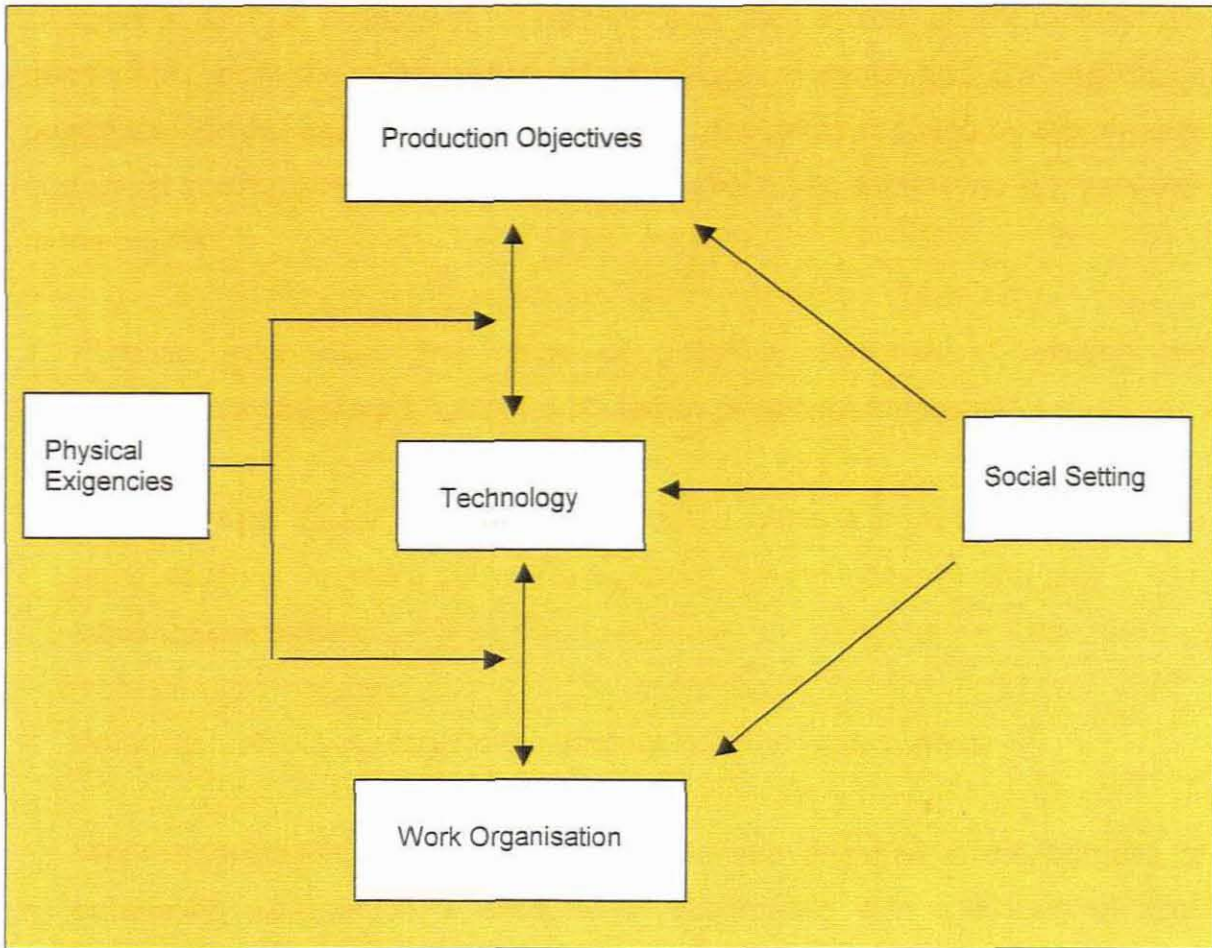 Production Objectives
Physical
Exigencies
Technology
Social Setting
Work Organisation